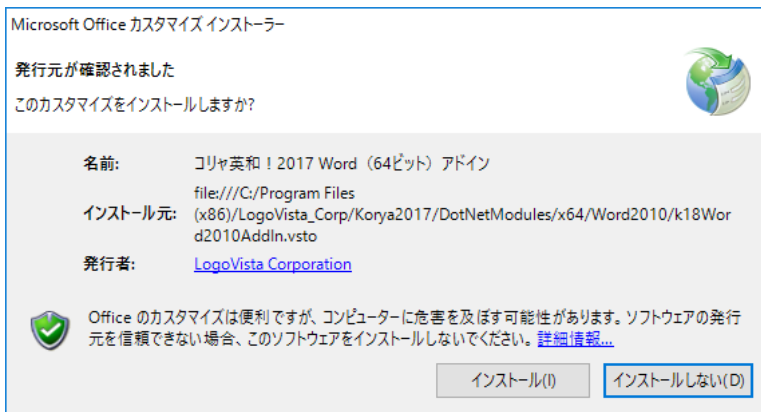 Microsoft Office カスタマイズ インストーラー
発行元が確認されました
このカスタマイズをインストールしますか?
名前: コリャ英和！2017 Word（64ビット）アドイン
file:///C:/Program Files
インストール元: (x86)/LogoVista_Corp/Korya2017/DotNetModules/x64/Word2010/k18Wor
d2010AddIn.vsto
発行者: LogoVista Corporation
Office のカスタマイズは便利ですが、コンピューターに危害を及ぼす可能性があります。ソフトウェアの発行
元を信頼できない場合、このソフトウェアをインストールしないでください。詳細情報...
インストール(I) インストールしない(D)